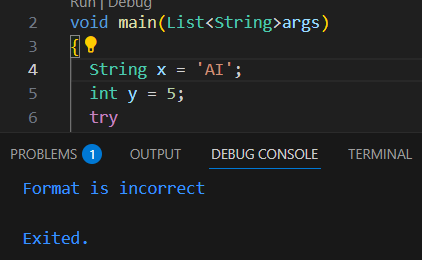 Run | Debug
2 void main(List<String>args)
3 {
4 String x = 'AI';
5 int y = 5;
6 try
PROBLEMS 1 OUTPUT DEBUG CONSOLE TERMINAL
Format is incorrect
Exited.